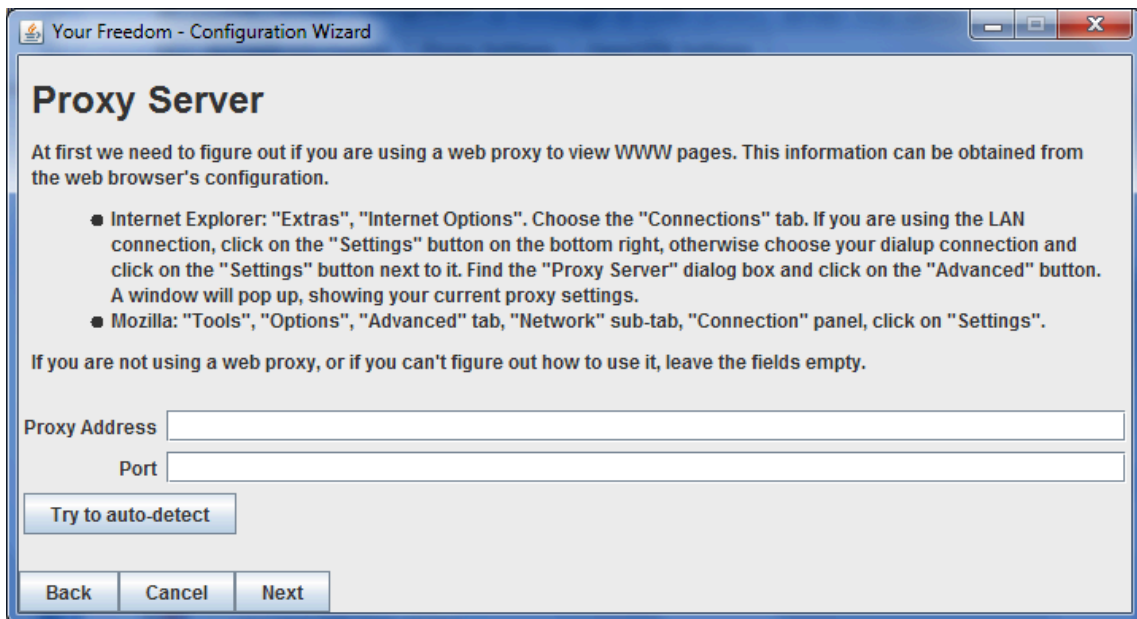 Your Freedom - Configuration Wizard
Proxy Server
At first we need to figure out if you are using a web proxy to view WWW pages. This information can be obtained from
the web browser's configuration.
Internet Explorer: "Extras", "Internet Options". Choose the "Connections" tab. If you are using the LAN
connection, click on the "Settings" button on the bottom right, otherwise choose your dialup connection and
click on the "Settings" button next to it. Find the "Proxy Server" dialog box and click on the "Advanced" button.
A window will pop up, showing your current proxy settings.
Mozilla: "Tools", "Options", "Advanced" tab, "Network" sub-tab, "Connection" panel, click on "Settings".
If you are not using a web proxy, or if you can't figure out how to use it, leave the fields empty.
Proxy Address
Port
Try to auto-detect
Back Cancel Next